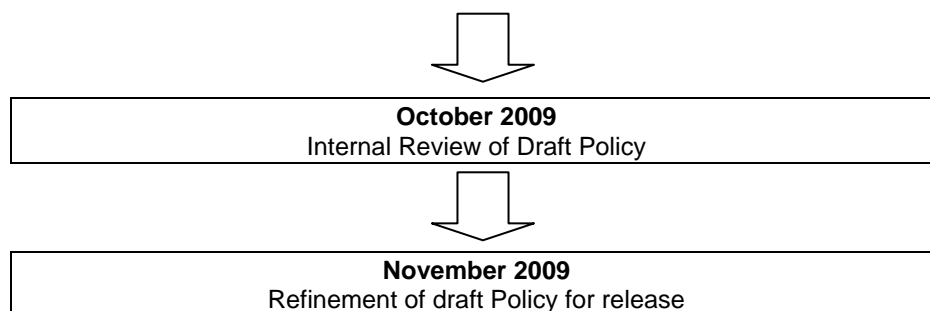 October 2009
Internal Review of Draft Policy
November 2009
Refinement of draft Policy for release